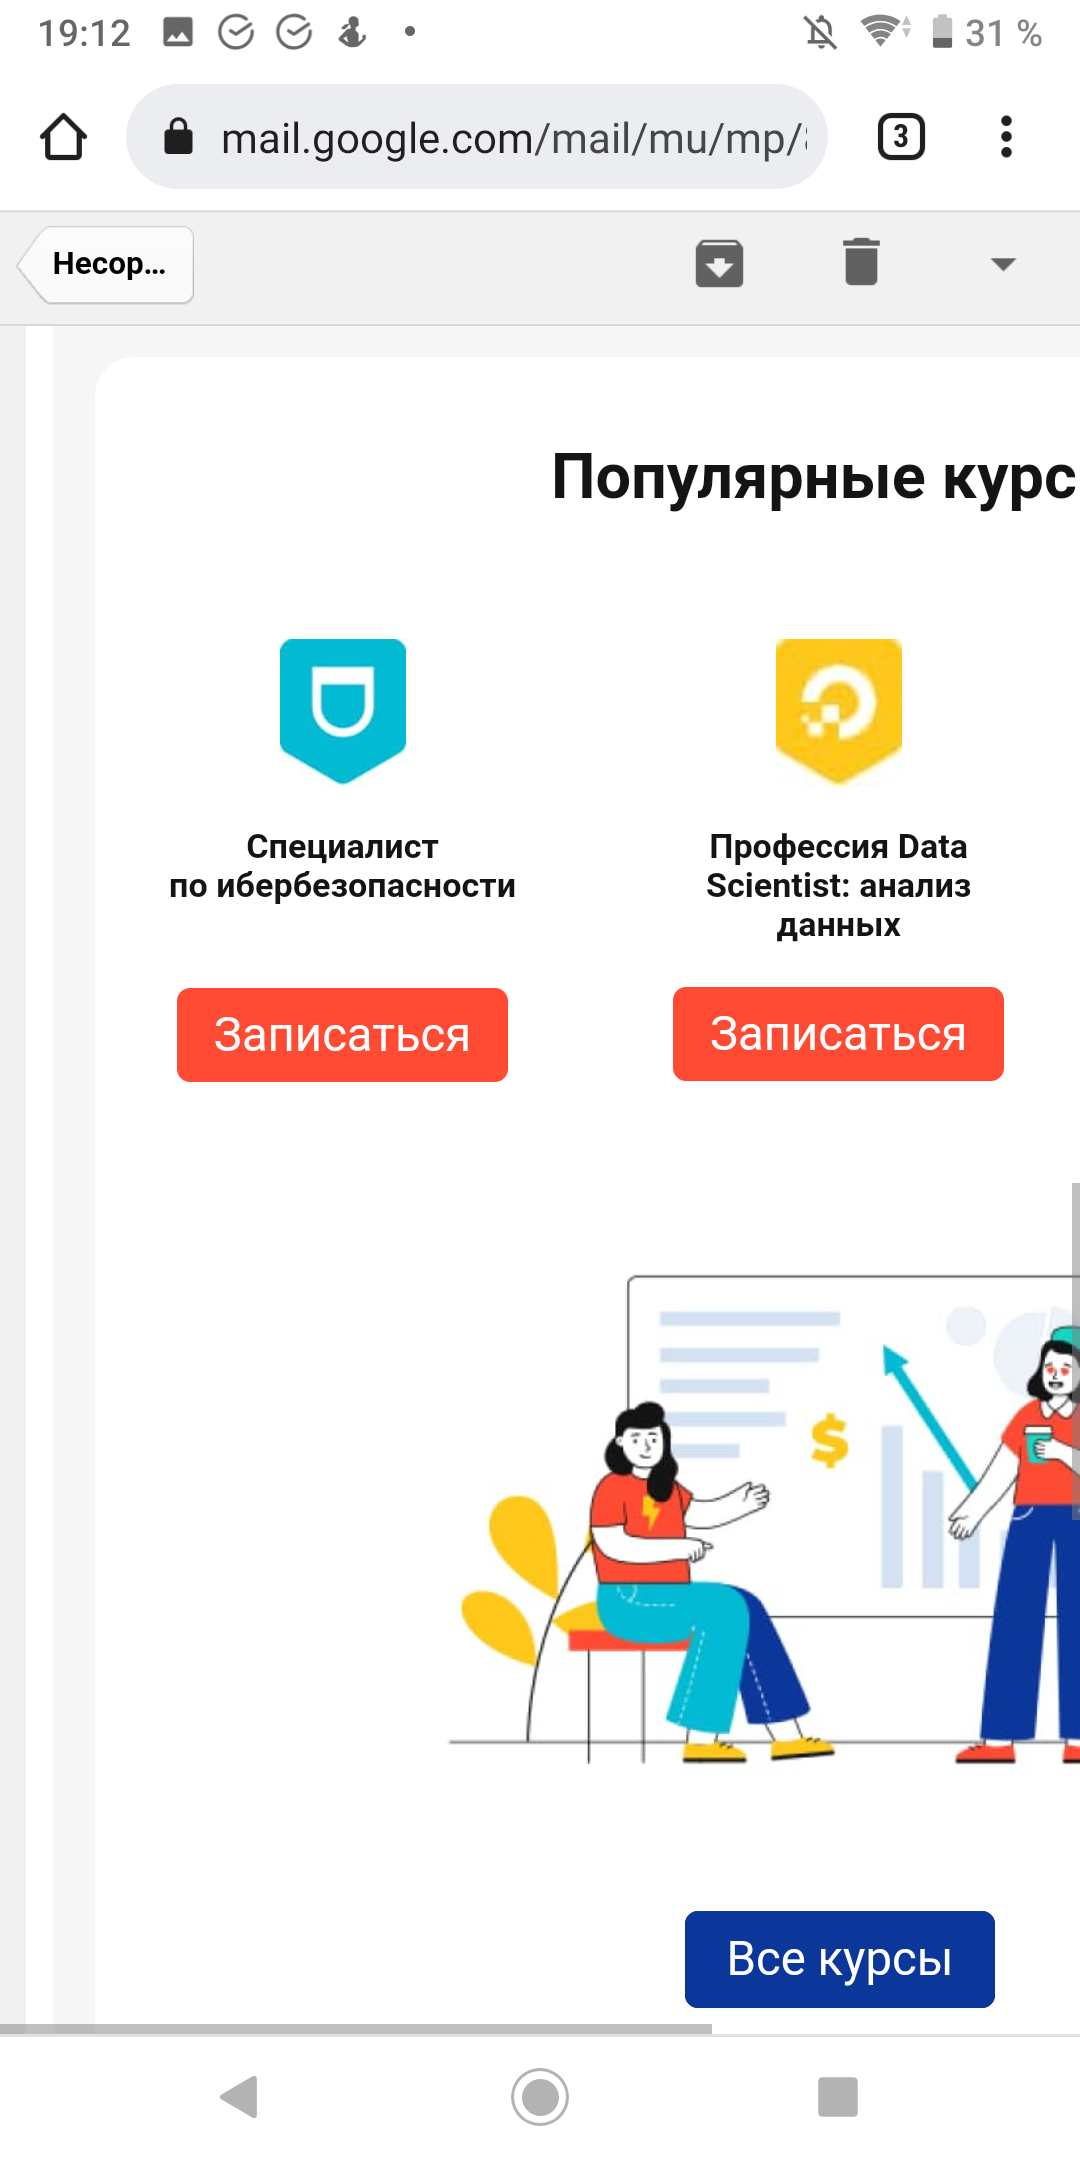 19:12
31 %
mail.google.com/mail/mu/mp/
3
Несор...
Популярные курс
Специалист
по ибербезопасности
Профессия Data
Scientist: анализ
данных
Записаться
Записаться
$
Все курсы